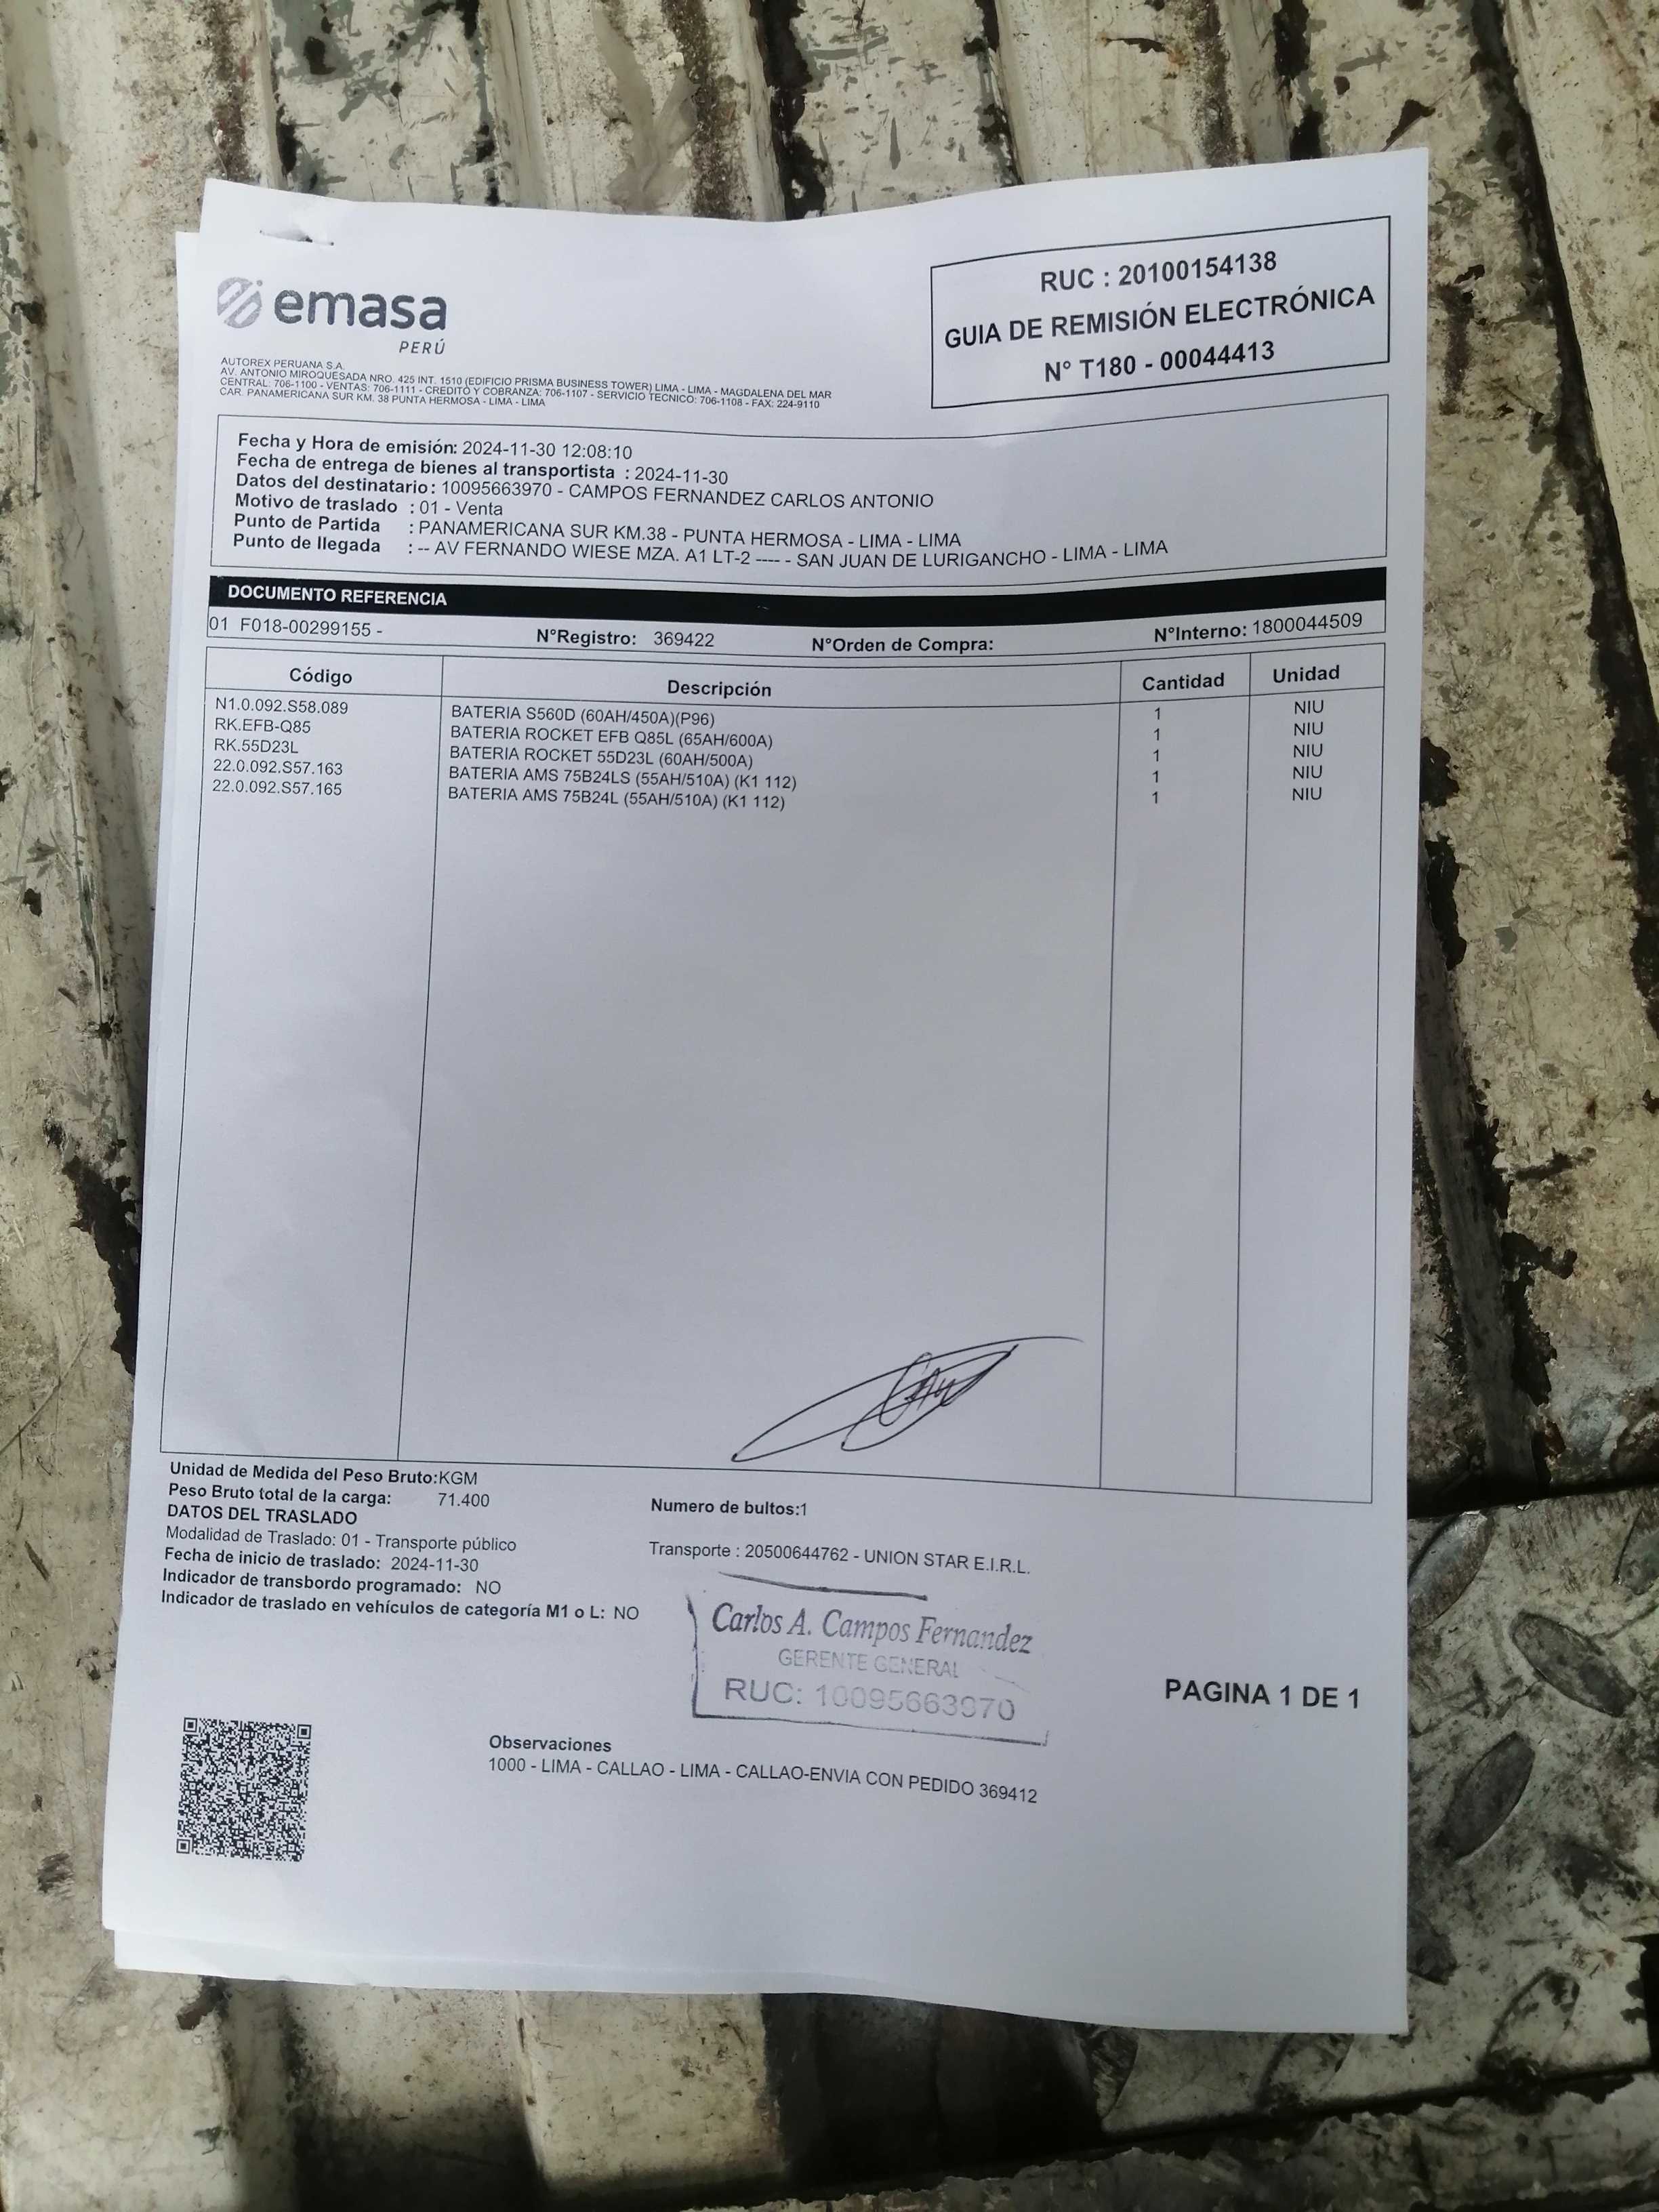 emasa
PERÚ
RUC : 20100154138
GUIA DE REMISIÓN ELECTRÓNICA
N° T180 - 00044413
AUTOREX PERUANA S.A.
AV. ANTONIO MIROQUESADA NRO. 425 INT. 1510 (EDIFICIO PRISMA BUSINESS TOWER) LIMA - LIMA - MAGDALENA DEL MAR
CENTRAL: 706-1100 - VENTAS: 706-1111 - CREDITO Y COBRANZA: 706-1107 - SERVICIO TECNICO: 706-1108 - FAX: 224-9110
CAR. PANAMERICANA SUR KM. 38 PUNTA HERMOSA - LIMA - LIMA
Fecha y Hora de emisión: 2024-11-30 12:08:10
Fecha de entrega de bienes al transportista : 2024-11-30
Datos del destinatario : 10095663970 - CAMPOS FERNANDEZ CARLOS ANTONIO
Motivo de traslado : 01 - Venta
Punto de Partida : PANAMERICANA SUR KM.38 - PUNTA HERMOSA - LIMA - LIMA
Punto de llegada : -- AV FERNANDO WIESE MZA. A1 LT-2 ---- - SAN JUAN DE LURIGANCHO - LIMA - LIMA
DOCUMENTO REFERENCIA
01 F018-00299155 - N°Registro: 369422 N°Orden de Compra: N°Interno: 1800044509
Código Descripción Cantidad Unidad
N1.0.092.S58.089 BATERIA S560D (60AH/450A)(P96) 1 NIU
RK.EFB-Q85 BATERIA ROCKET EFB Q85L (65AH/600A) 1 NIU
RK.55D23L BATERIA ROCKET 55D23L (60AH/500A) 1 NIU
22.0.092.S57.163 BATERIA AMS 75B24LS (55AH/510A) (K1 112) 1 NIU
22.0.092.S57.165 BATERIA AMS 75B24L (55AH/510A) (K1 112) 1 NIU
Unidad de Medida del Peso Bruto:KGM
Peso Bruto total de la carga: 71.400 Numero de bultos:1
DATOS DEL TRASLADO
Modalidad de Traslado: 01 - Transporte público Transporte : 20500644762 - UNION STAR E.I.R.L.
Fecha de inicio de traslado: 2024-11-30
Indicador de transbordo programado: NO
Indicador de traslado en vehículos de categoría M1 o L: NO
Carlos A. Campos Fernandez
GERENTE GENERAL
RUC: 10095663970
PAGINA 1 DE 1
Observaciones
1000 - LIMA - CALLAO - LIMA - CALLAO-ENVIA CON PEDIDO 369412